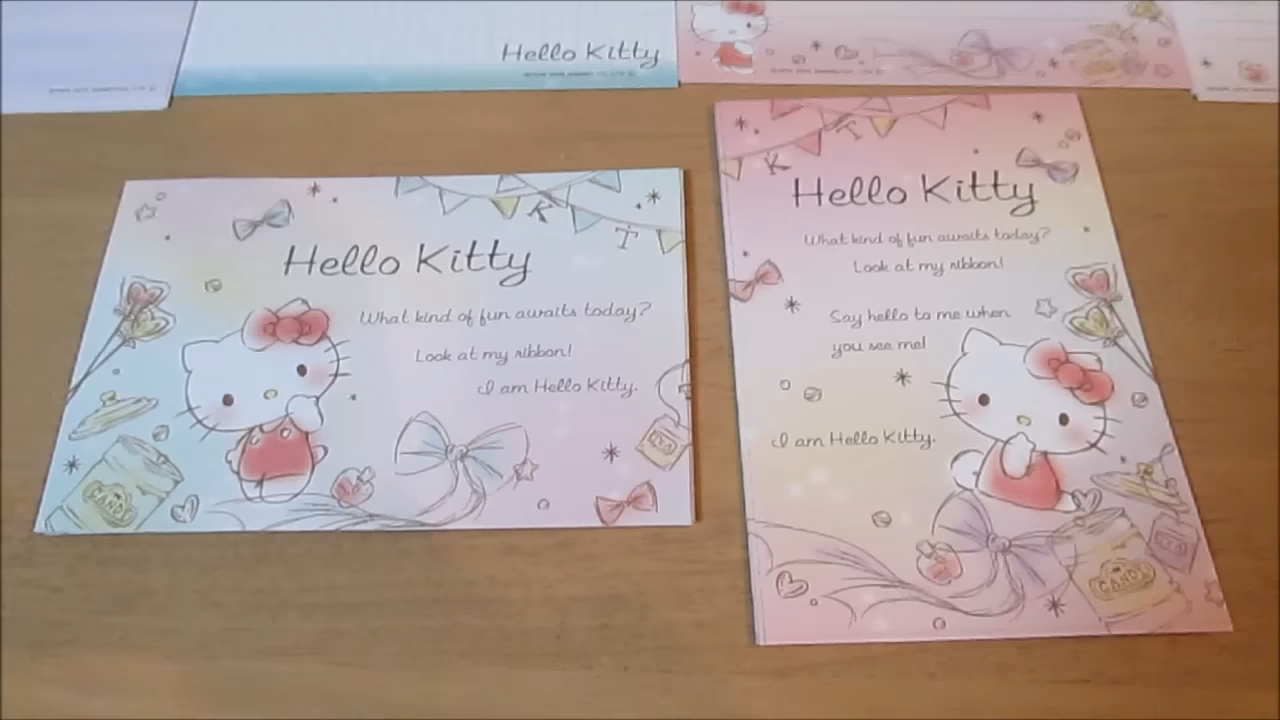 Hello Kitty
K
T
Hello Kitty
What kind of fun awaits today?
Look at my ribbon!
I am Hello Kitty.
CANDY
K
T
Hello Kitty
What kind of fun awaits today?
Look at my ribbon!
Say hello to me when
you see me!
I am Hello Kitty.
CANDY